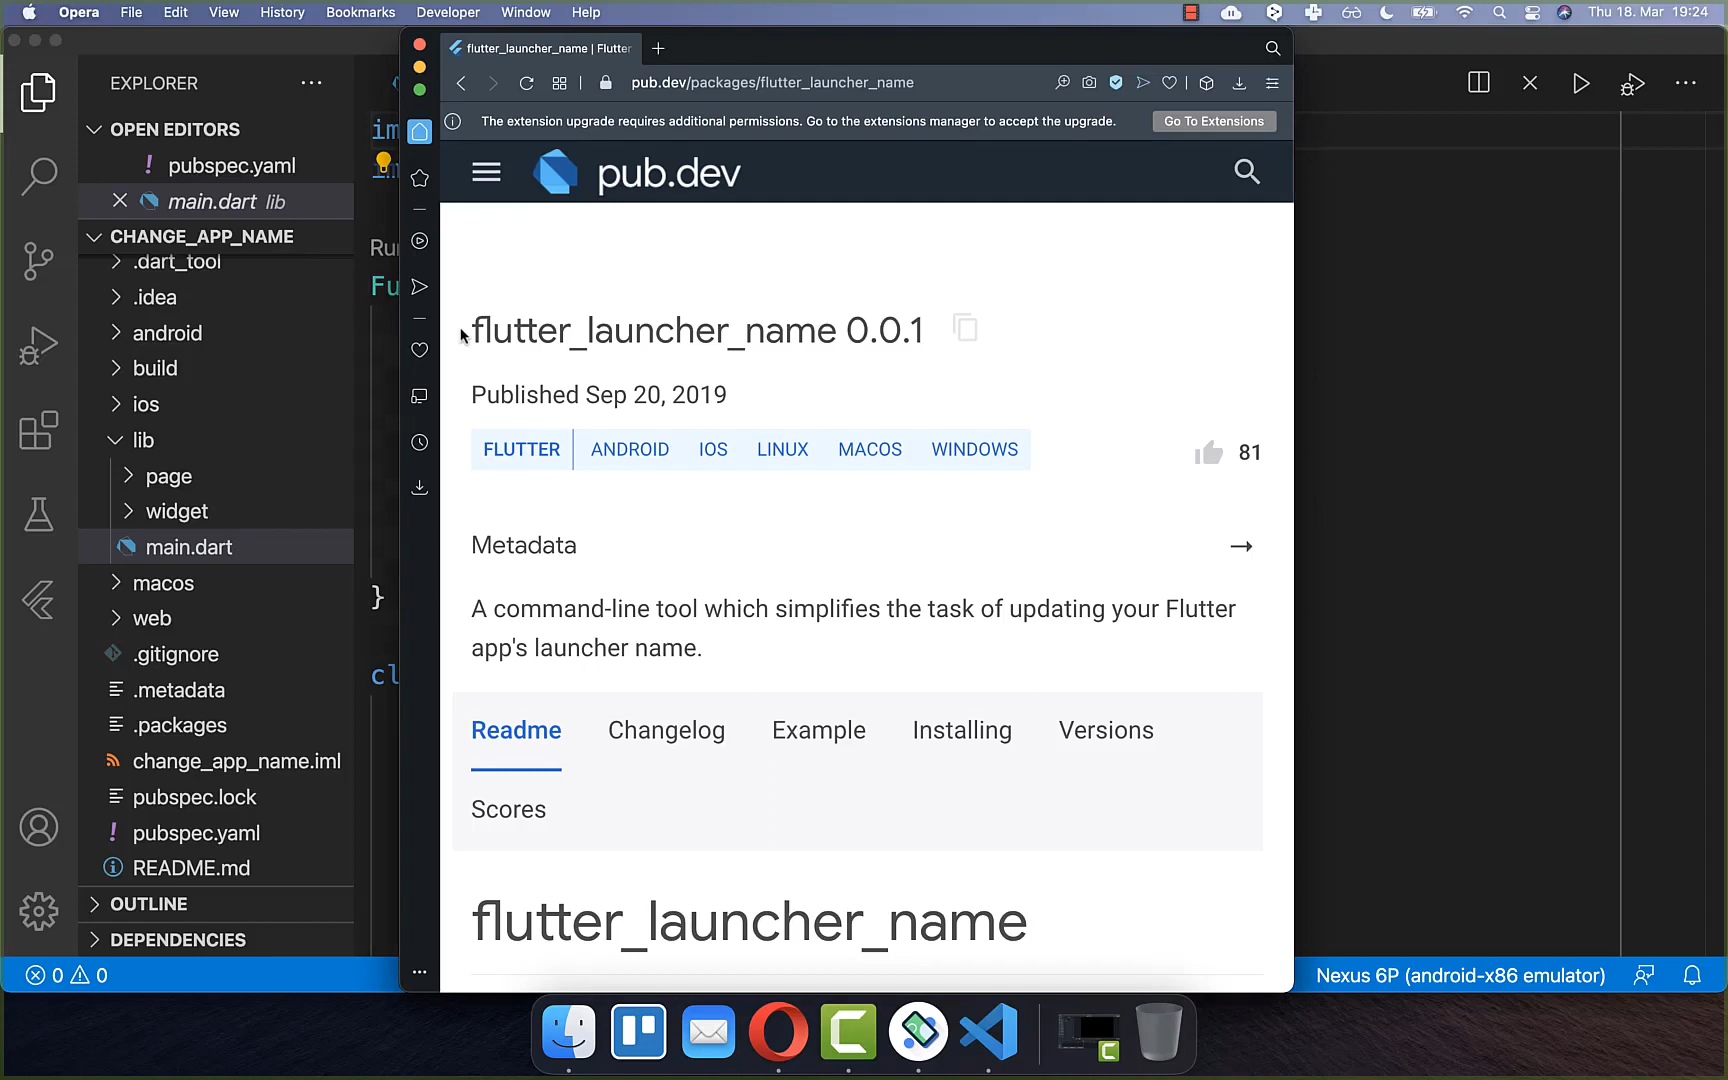 Opera File Edit View History Bookmarks Developer Window Help Thu 18. Mar 19:24
EXPLORER
OPEN EDITORS
! pubspec.yaml
main.dart lib
CHANGE_APP_NAME
.dart_tool
.idea
android
build
ios
lib
page
widget
main.dart
macos
web
.gitignore
.metadata
.packages
change_app_name.iml
pubspec.lock
! pubspec.yaml
README.md
OUTLINE
DEPENDENCIES
0 0
im
im
Ru
Fu
}
cl
flutter_launcher_name | Flutter
pub.dev/packages/flutter_launcher_name
The extension upgrade requires additional permissions. Go to the extensions manager to accept the upgrade. Go To Extensions
pub.dev
flutter_launcher_name 0.0.1
Published Sep 20, 2019
FLUTTER ANDROID IOS LINUX MACOS WINDOWS 81
Metadata →
A command-line tool which simplifies the task of updating your Flutter
app's launcher name.
Readme Changelog Example Installing Versions
Scores
flutter_launcher_name
Nexus 6P (android-x86 emulator)